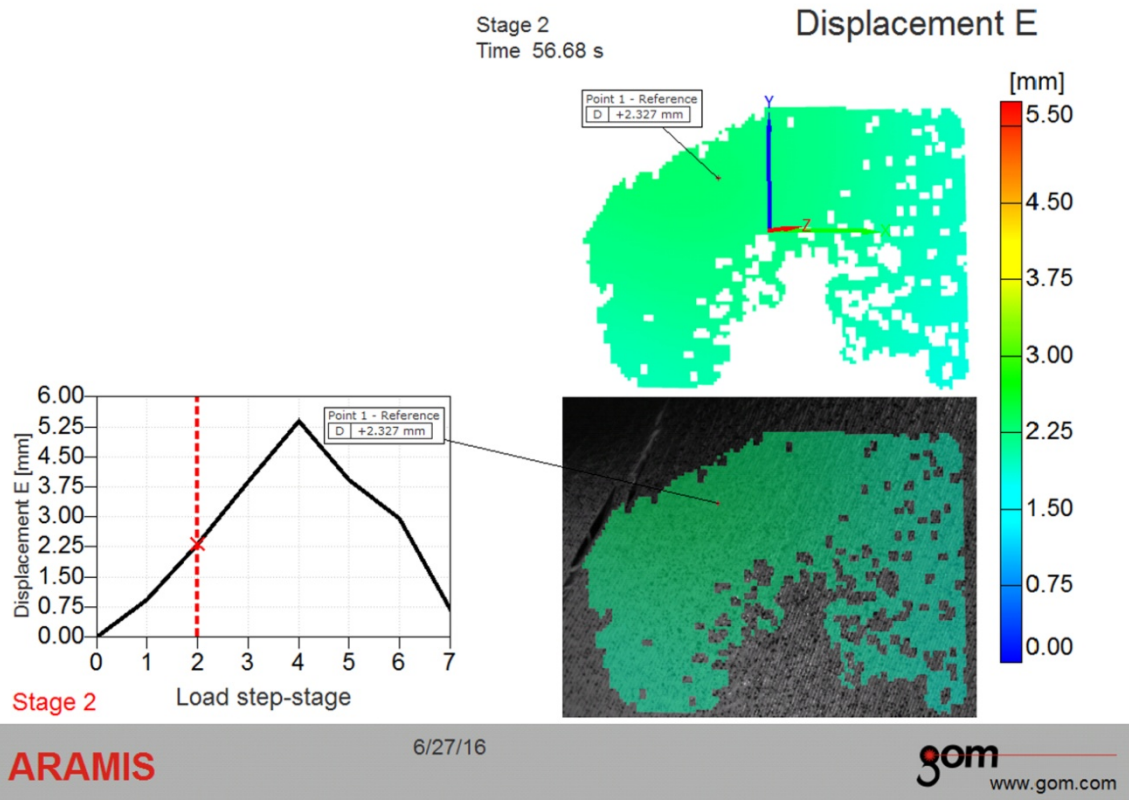 Stage 2
Time 56.68 s
Displacement E
[mm]
5.50
4.50
3.75
3.00
2.25
1.50
0.75
0.00
Point 1 - Reference
D +2.327 mm
Y
Z
X
Displacement E [mm]
6.00
5.25
4.50
3.75
3.00
2.25
1.50
0.75
0.00
Point 1 - Reference
D +2.327 mm
0 1 2 3 4 5 6 7
Stage 2
Load step-stage
ARAMIS
6/27/16
gom
www.gom.com